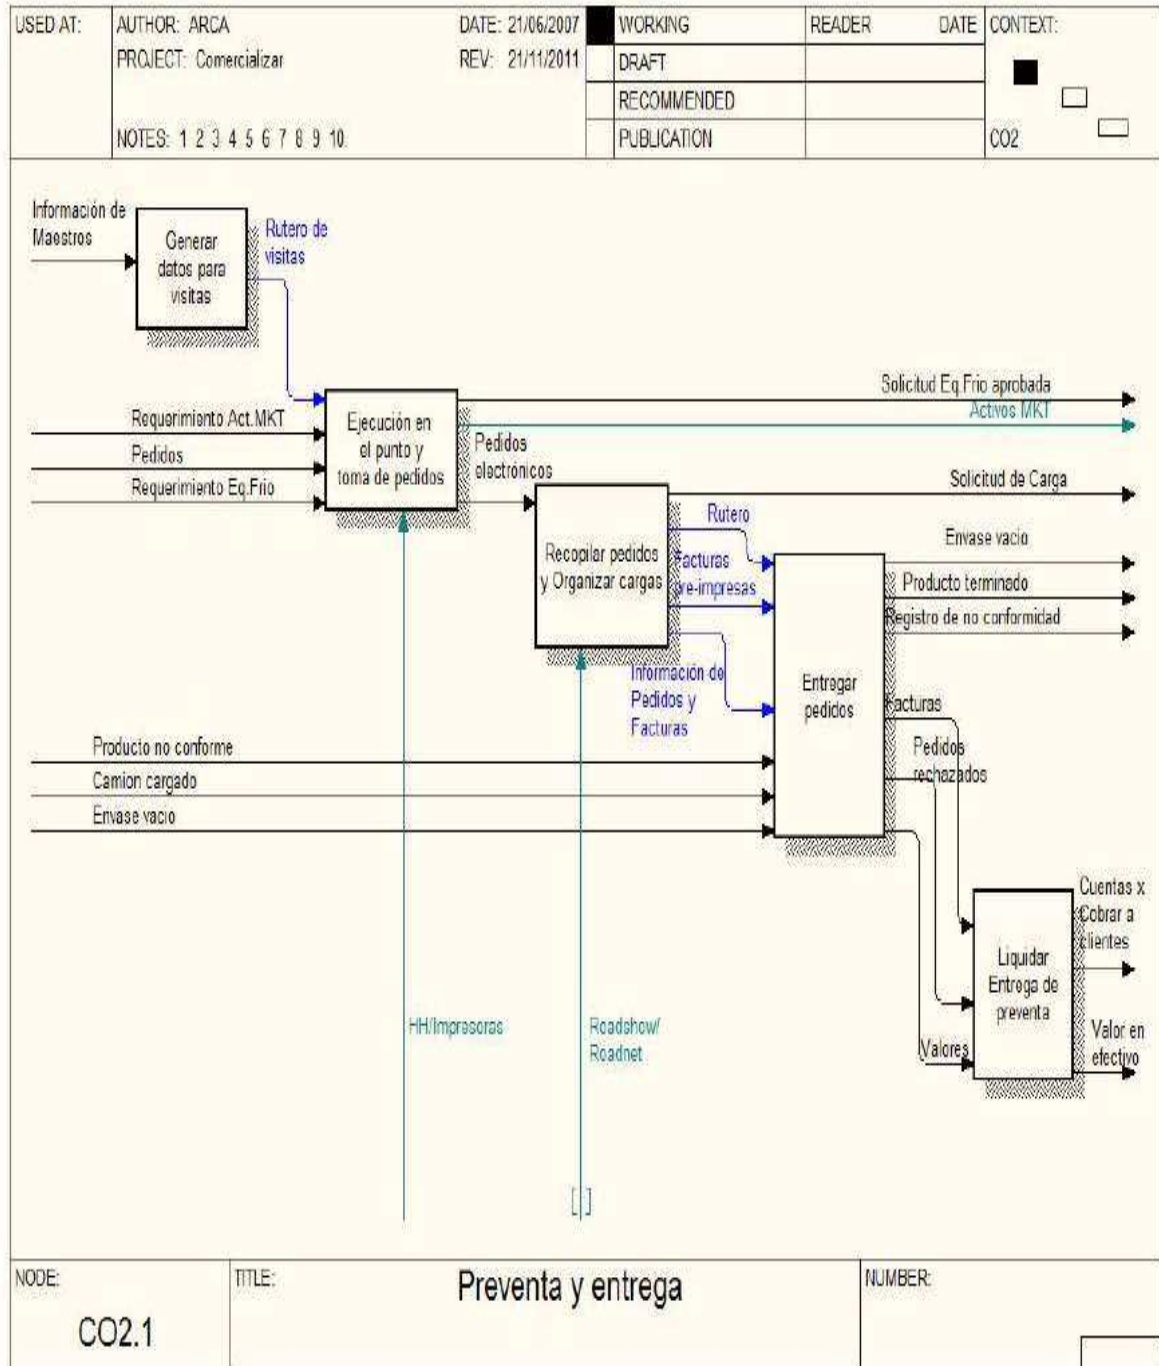 USED AT:
AUTHOR: ARCA
DATE: 21/06/2007
WORKING
READER
DATE
CONTEXT:
PROJECT: Comercializar
REV: 21/11/2011
DRAFT
RECOMMENDED
NOTES: 1 2 3 4 5 6 7 8 9 10
PUBLICATION
CO2
Información de
Maestros
Generar
datos para
visitas
Rutero de
visitas
Solicitud Eq.Frio aprobada
Activos MKT
Requerimiento Act.MKT
Pedidos
Requerimiento Eq.Frio
Ejecución en
el punto y
toma de pedidos
Pedidos
electrónicos
Solicitud de Carga
Recopilar pedidos
y Organizar cargas
Rutero
Facturas
pre-impresas
Información de
Pedidos y
Facturas
Envase vacio
Producto terminado
Registro de no conformidad
Entregar
pedidos
Facturas
Pedidos
rechazados
Producto no conforme
Camion cargado
Envase vacio
Cuentas x
Cobrar a
clientes
Liquidar
Entrega de
preventa
Valores
Valor en
efectivo
HH/Impresoras
Roadshow/
Roadnet
[ ]
NODE:
TITLE:
Preventa y entrega
NUMBER:
CO2.1